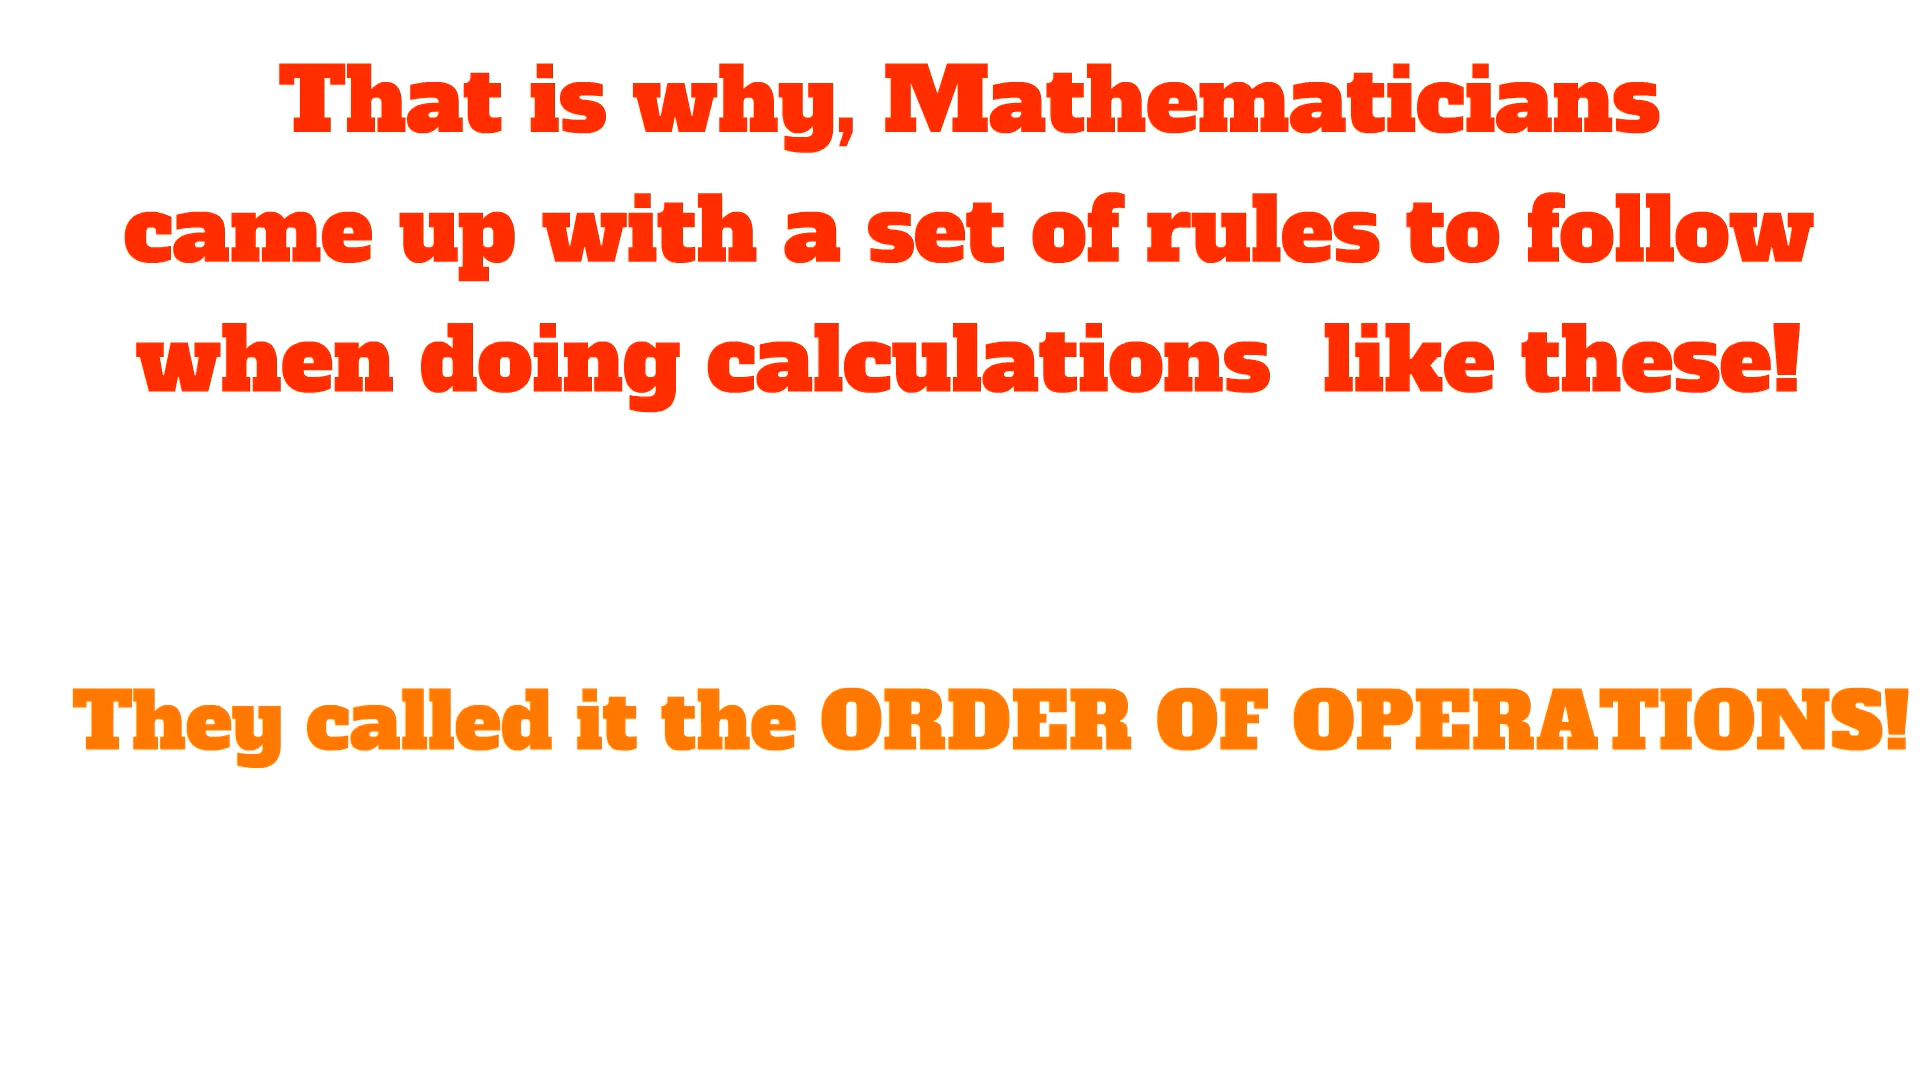 That is why, Mathematicians
came up with a set of rules to follow
when doing calculations  like these!
They called it the ORDER OF OPERATIONS!